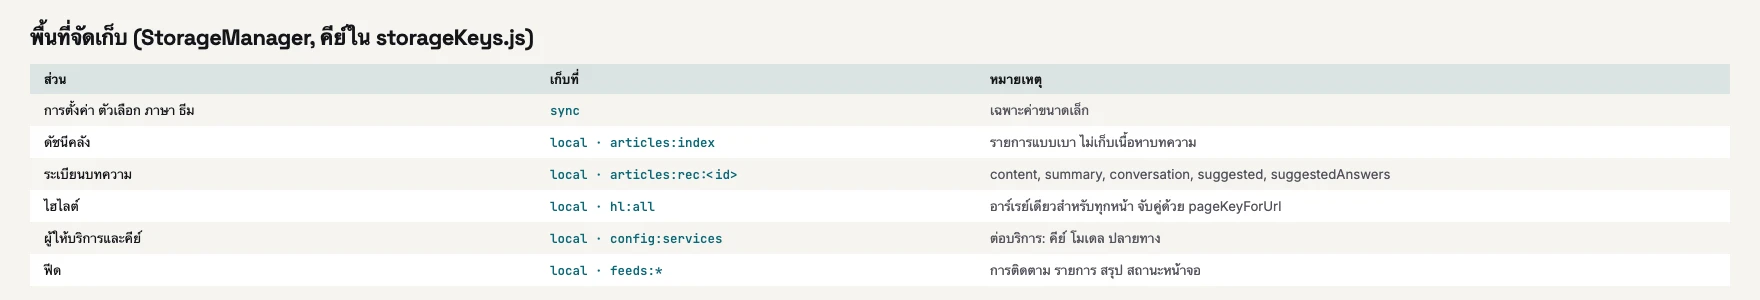 พื้นที่จัดเก็บ (StorageManager, คีย์ใน storageKeys.js)
ส่วน เก็บที่ หมายเหตุ
การตั้งค่า ตัวเลือก ภาษา ธีม sync เฉพาะค่าขนาดเล็ก
ดัชนีคลัง local · articles:index รายการแบบเบา ไม่เก็บเนื้อหาบทความ
ระเบียนบทความ local · articles:rec:<id> content, summary, conversation, suggested, suggestedAnswers
ไฮไลต์ local · hl:all อาร์เรย์เดียวสำหรับทุกหน้า จับคู่ด้วย pageKeyForUrl
ผู้ให้บริการและคีย์ local · config:services ต่อบริการ: คีย์ โมเดล ปลายทาง
ฟีด local · feeds:* การติดตาม รายการ สรุป สถานะหน้าจอ